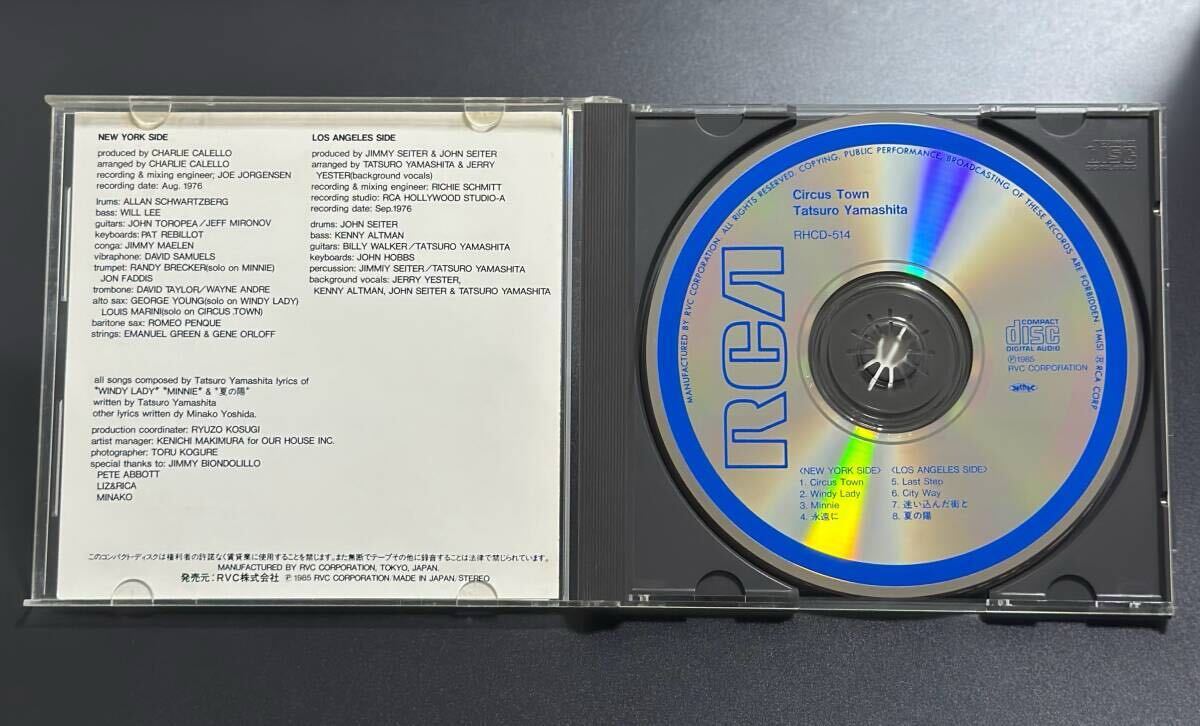 NEW YORK SIDE
produced by CHARLIE CALELLO
arranged by CHARLIE CALELLO
recording & mixing engineer; JOE JORGENSEN
recording date: Aug. 1976
lrums: ALLAN SCHWARTZBERG
bass: WILL LEE
guitars: JOHN TOROPEA/JEFF MIRONOV
keyboards: PAT REBILLOT
conga: JIMMY MAELEN
vibraphone: DAVID SAMUELS
trumpet: RANDY BRECKER(solo on MINNIE)
JON FADDIS
trombone: DAVID TAYLOR/WAYNE ANDRE
alto sax: GEORGE YOUNG(solo on WINDY LADY)
LOUIS MARINI(solo on CIRCUS TOWN)
baritone sax: ROMEO PENQUE
strings: EMANUEL GREEN & GENE ORLOFF
LOS ANGELES SIDE
produced by JIMMY SEITER & JOHN SEITER
arranged by TATSURO YAMASHITA & JERRY
YESTER(background vocals)
recording & mixing engineer: RICHIE SCHMITT
recording studio: RCA HOLLYWOOD STUDIO-A
recording date: Sep.1976
drums: JOHN SEITER
bass: KENNY ALTMAN
guitars: BILLY WALKER/TATSURO YAMASHITA
keyboards: JOHN HOBBS
percussion: JIMMIY SEITER/TATSURO YAMASHITA
background vocals: JERRY YESTER,
KENNY ALTMAN, JOHN SEITER & TATSURO YAMASHITA
all songs composed by Tatsuro Yamashita lyrics of
"WINDY LADY" "MINNIE" & "夏の陽"
written by Tatsuro Yamashita
other lyrics written dy Minako Yoshida.
production coordinater: RYUZO KOSUGI
artist manager: KENICHI MAKIMURA for OUR HOUSE INC.
photographer: TORU KOGURE
special thanks to: JIMMY BIONDOLILLO
PETE ABBOTT
LIZ&RICA
MINAKO
このコンパクト・ディスクは権利者の許諾なく賃貸業に使用することを禁じます。また無断でテープその他に録音することは法律で禁じられています。
MANUFACTURED BY RVC CORPORATION, TOKYO, JAPAN.
発売元:RVC株式会社 ℗1985 RVC CORPORATION MADE IN JAPAN/STEREO
MANUFACTURED BY RVC CORPORATION. ALL RIGHTS RESERVED. COPYING, PUBLIC PERFORMANCE, BROADCASTING OF THESE RECORDS ARE FORBIDDEN. TM(S) ® RCA CORP
Circus Town
Tatsuro Yamashita
RHCD-514
RCA
COMPACT
disc
DIGITAL AUDIO
℗1985
RVC CORPORATION
<NEW YORK SIDE>
1. Circus Town
2. Windy Lady
3. Minnie
4. 永遠に
<LOS ANGELES SIDE>
5. Last Step
6. City Way
7. 迷い込んだ街と
8. 夏の陽